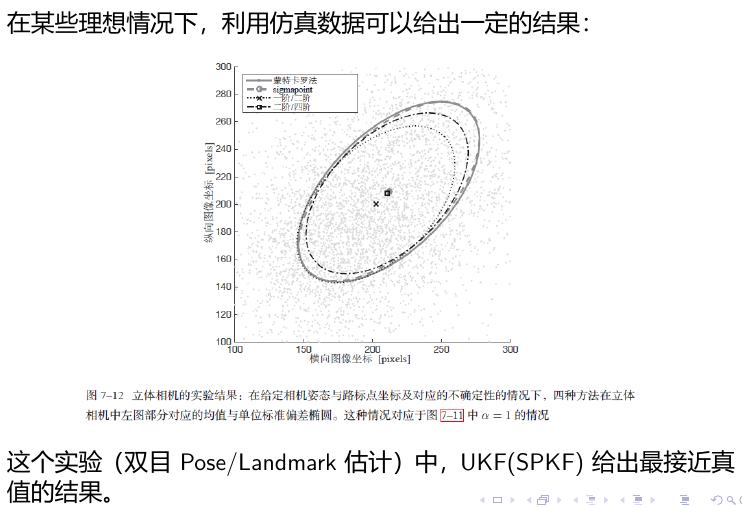 在某些理想情况下，利用仿真数据可以给出一定的结果：
300
280
260
240
220
200
180
160
140
120
100
纵向图像坐标 [pixels]
蒙特卡罗法
sigmapoint
一阶/二阶
二阶/四阶
100 150 200 250 300
横向图像坐标 [pixels]
图 7–12 立体相机的实验结果：在给定相机姿态与路标点坐标及对应的不确定性的情况下，四种方法在立体
相机中左图部分对应的均值与单位标准偏差椭圆。这种情况对应于图 7–11 中 α = 1 的情况
这个实验（双目 Pose/Landmark 估计）中，UKF(SPKF) 给出最接近真
值的结果。